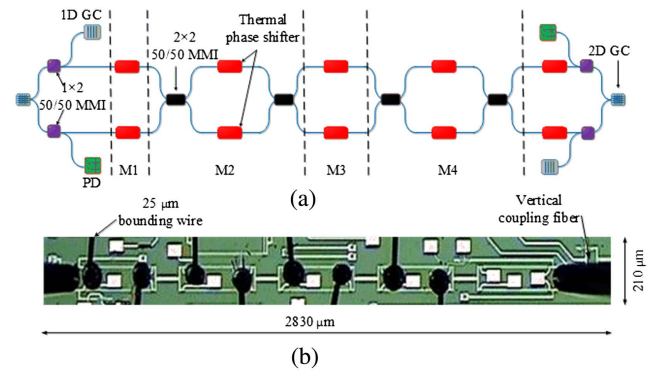 (a)
1D GC
2×2
50/50 MMI
Thermal
phase shifter
2D GC
1×2
50/50 MMI
PD
M1
M2
M3
M4
(a)
25 μm
bounding wire
Vertical
coupling fiber
210 μm
2830 μm
(b)